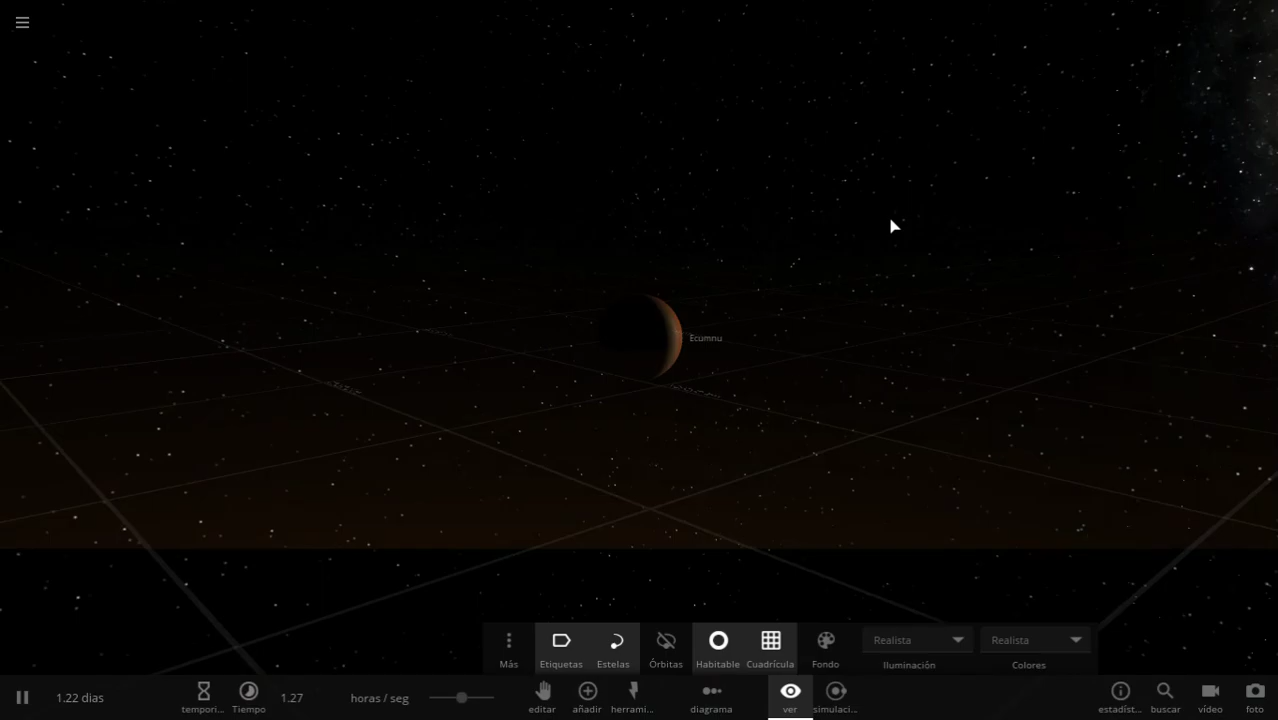 Ecumnu
Más
Etiquetas
Estelas
Órbitas
Habitable
Cuadrícula
Fondo
Realista
Iluminación
Realista
Colores
1.22 dias
tempori...
Tiempo
1.27
horas / seg
editar
añadir
herrami...
diagrama
ver
simulaci...
estadíst...
buscar
vídeo
foto